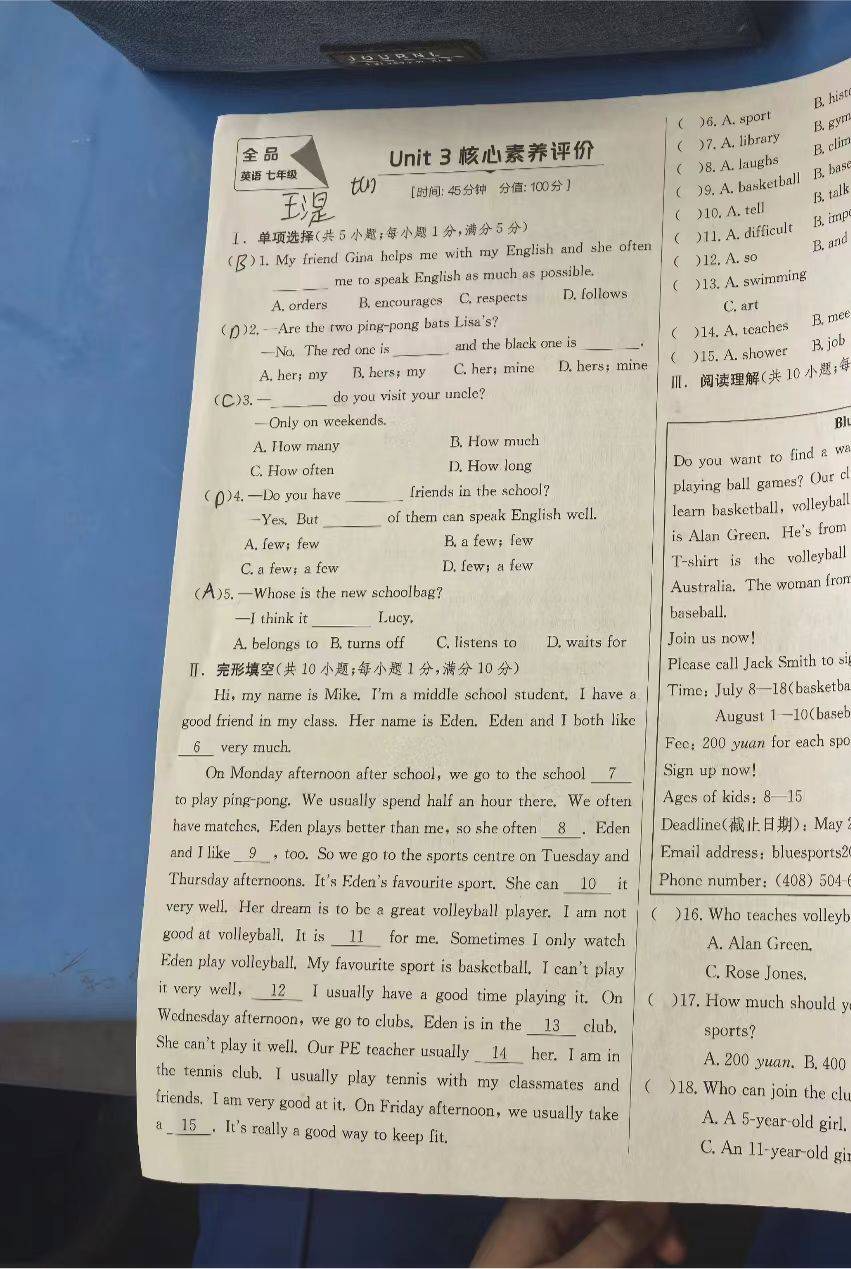 JOURNL
全品
英语 七年级
Unit 3 核心素养评价
[时间: 45分钟 分值: 100分]
王湜
Ⅰ. 单项选择(共 5 小题;每小题 1 分,满分 5 分)
(B)1. My friend Gina helps me with my English and she often
______ me to speak English as much as possible.
A. orders B. encourages C. respects D. follows
(D)2. —Are the two ping-pong bats Lisa's?
—No. The red one is ______ and the black one is ______.
A. her; my B. hers; my C. her; mine D. hers; mine
(C)3. —______ do you visit your uncle?
—Only on weekends.
A. How many B. How much
C. How often D. How long
(D)4. —Do you have ______ friends in the school?
—Yes. But ______ of them can speak English well.
A. few; few B. a few; few
C. a few; a few D. few; a few
(A)5. —Whose is the new schoolbag?
—I think it ______ Lucy.
A. belongs to B. turns off C. listens to D. waits for
Ⅱ. 完形填空(共 10 小题;每小题 1 分,满分 10 分)
Hi, my name is Mike. I'm a middle school student. I have a
good friend in my class. Her name is Eden. Eden and I both like
6 very much.
On Monday afternoon after school, we go to the school 7
to play ping-pong. We usually spend half an hour there. We often
have matches. Eden plays better than me, so she often 8 . Eden
and I like 9 , too. So we go to the sports centre on Tuesday and
Thursday afternoons. It's Eden's favourite sport. She can 10 it
very well. Her dream is to be a great volleyball player. I am not
good at volleyball. It is 11 for me. Sometimes I only watch
Eden play volleyball. My favourite sport is basketball. I can't play
it very well, 12 I usually have a good time playing it. On
Wednesday afternoon, we go to clubs. Eden is in the 13 club.
She can't play it well. Our PE teacher usually 14 her. I am in
the tennis club. I usually play tennis with my classmates and
friends. I am very good at it. On Friday afternoon, we usually take
a 15 . It's really a good way to keep fit.
( )6. A. sport B. hist
( )7. A. library B. gym
( )8. A. laughs B. clim
( )9. A. basketball B. base
( )10. A. tell B. talk
( )11. A. difficult B. impo
( )12. A. so B. and
( )13. A. swimming
C. art
( )14. A. teaches B. mee
( )15. A. shower B. job
Ⅲ. 阅读理解(共 10 小题;每
Blu
Do you want to find a wa
playing ball games? Our cl
learn basketball, volleyball
is Alan Green. He's from
T-shirt is the volleyball
Australia. The woman from
baseball.
Join us now!
Please call Jack Smith to sig
Time: July 8—18(basketba
August 1—10(baseb
Fee: 200 yuan for each spo
Sign up now!
Ages of kids: 8—15
Deadline(截止日期): May 2
Email address: bluesports20
Phone number: (408) 504-6
( )16. Who teaches volleyb
A. Alan Green.
C. Rose Jones.
( )17. How much should yo
sports?
A. 200 yuan. B. 400
( )18. Who can join the clu
A. A 5-year-old girl.
C. An 11-year-old gir